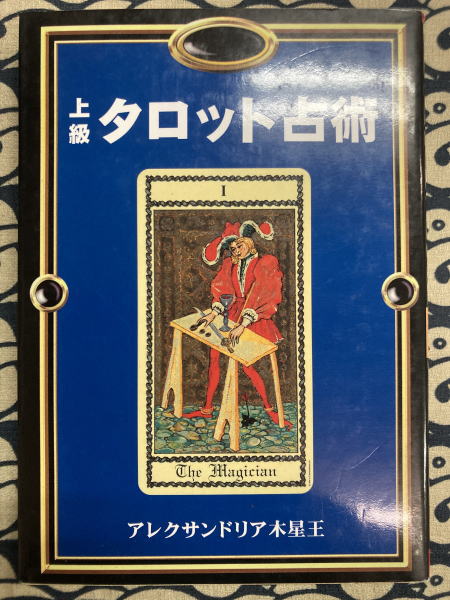 上級 タロット占術
I
The Magician
アレクサンドリア木星王